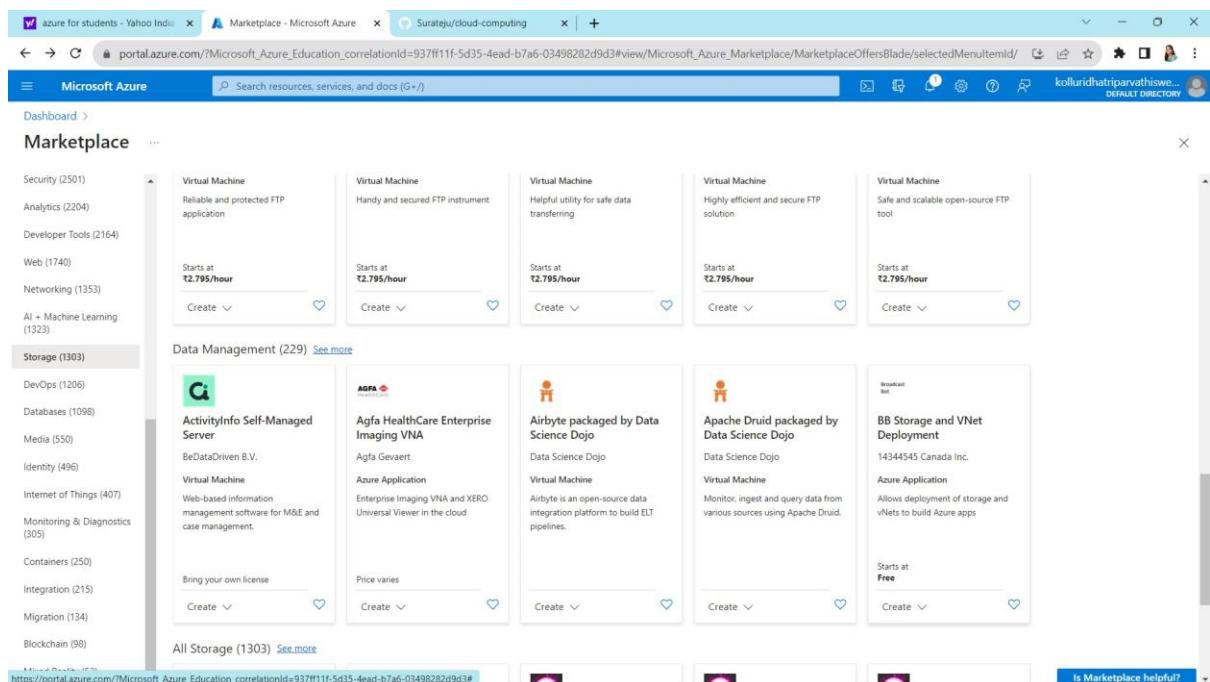 azure for students - Yahoo India
Marketplace - Microsoft Azure
Surateju/cloud-computing
portal.azure.com/?Microsoft_Azure_Education_correlationId=937ff11f-5d35-4ead-b7a6-03498282d9d3#view/Microsoft_Azure_Marketplace/MarketplaceOffersBlade/selectedMenuItemId/
Microsoft Azure
Search resources, services, and docs (G+/)
1
kolluridhatriparvathiswe...
DEFAULT DIRECTORY
Dashboard >
Marketplace ...
Security (2501)
Analytics (2204)
Developer Tools (2164)
Web (1740)
Networking (1353)
AI + Machine Learning
(1323)
Storage (1303)
DevOps (1206)
Databases (1098)
Media (550)
Identity (496)
Internet of Things (407)
Monitoring & Diagnostics
(305)
Containers (250)
Integration (215)
Migration (134)
Blockchain (98)
Virtual Machine
Reliable and protected FTP
application
Starts at
₹2.795/hour
Create
Virtual Machine
Handy and secured FTP instrument
Starts at
₹2.795/hour
Create
Virtual Machine
Helpful utility for safe data
transferring
Starts at
₹2.795/hour
Create
Virtual Machine
Highly efficient and secure FTP
solution
Starts at
₹2.795/hour
Create
Virtual Machine
Safe and scalable open-source FTP
tool
Starts at
₹2.795/hour
Create
Data Management (229) See more
ActivityInfo Self-Managed
Server
BeDataDriven B.V.
Virtual Machine
Web-based information
management software for M&E and
case management.
Bring your own license
Create
AGFA
HealthCare
Agfa HealthCare Enterprise
Imaging VNA
Agfa Gevaert
Azure Application
Enterprise Imaging VNA and XERO
Universal Viewer in the cloud
Price varies
Create
Airbyte packaged by Data
Science Dojo
Data Science Dojo
Virtual Machine
Airbyte is an open-source data
integration platform to build ELT
pipelines.
Create
Apache Druid packaged by
Data Science Dojo
Data Science Dojo
Virtual Machine
Monitor, ingest and query data from
various sources using Apache Druid.
Create
Broadcast
Bot
BB Storage and VNet
Deployment
14344545 Canada Inc.
Azure Application
Allows deployment of storage and
vNets to build Azure apps
Starts at
Free
Create
All Storage (1303) See more
https://portal.azure.com/?Microsoft_Azure_Education_correlationId=937ff11f-5d35-4ead-b7a6-03498282d9d3#
Is Marketplace helpful?